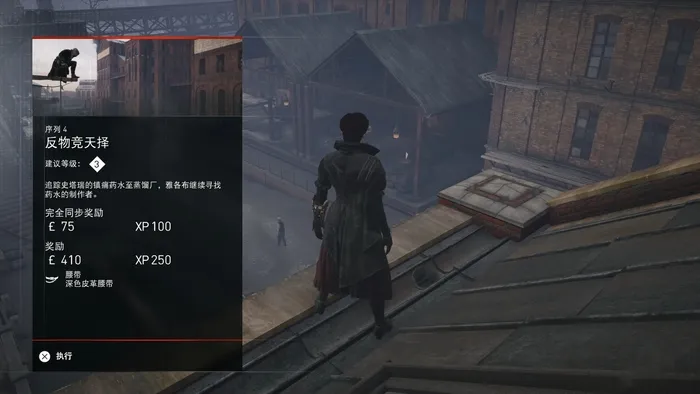 序列 4
反物竞天择
建议等级： 3
追踪史塔瑞的镇痛药水至蒸馏厂，雅各布继续寻找
药水的制作者。
完全同步奖励
£ 75 XP 100
奖励
£ 410 XP 250
腰带
深色皮革腰带
执行